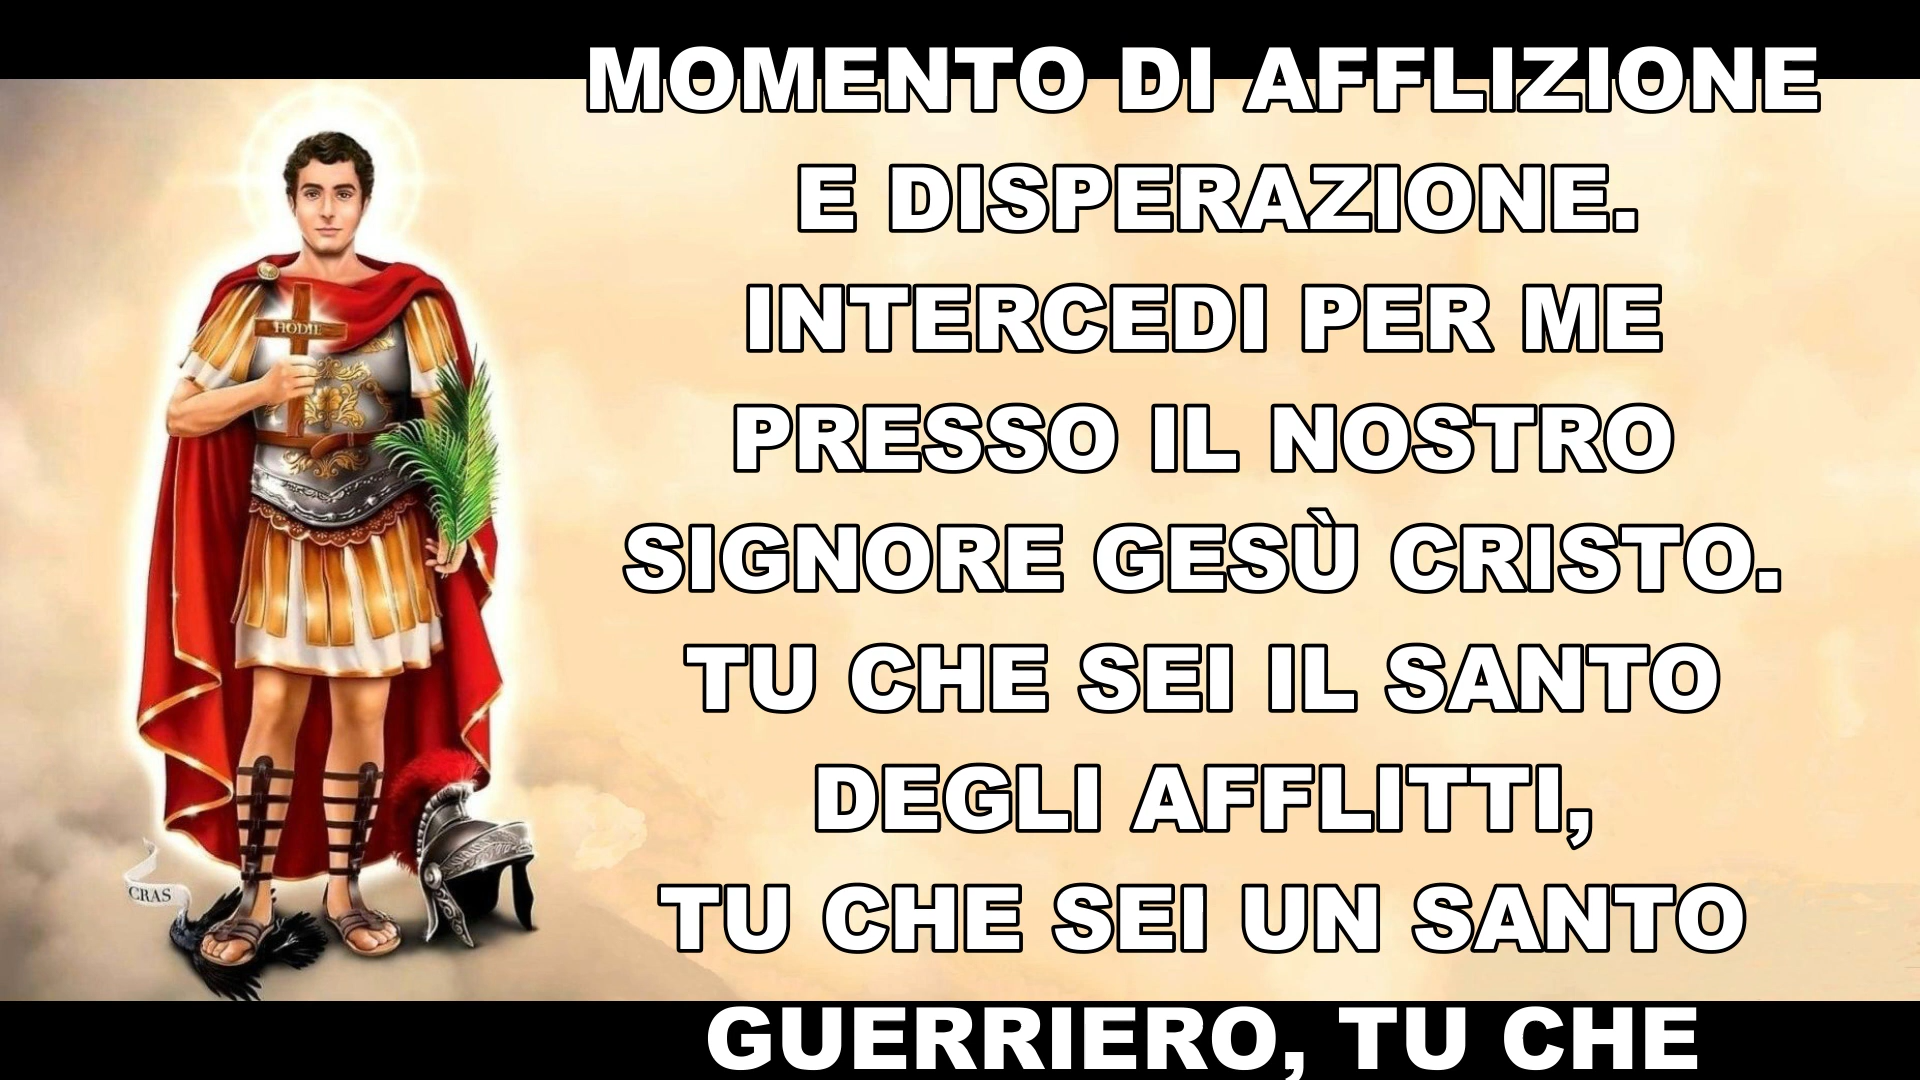 MOMENTO DI AFFLIZIONE
E DISPERAZIONE.
INTERCEDI PER ME
PRESSO IL NOSTRO
SIGNORE GESÙ CRISTO.
TU CHE SEI IL SANTO
DEGLI AFFLITTI,
TU CHE SEI UN SANTO
GUERRIERO, TU CHE
HODIE
CRAS